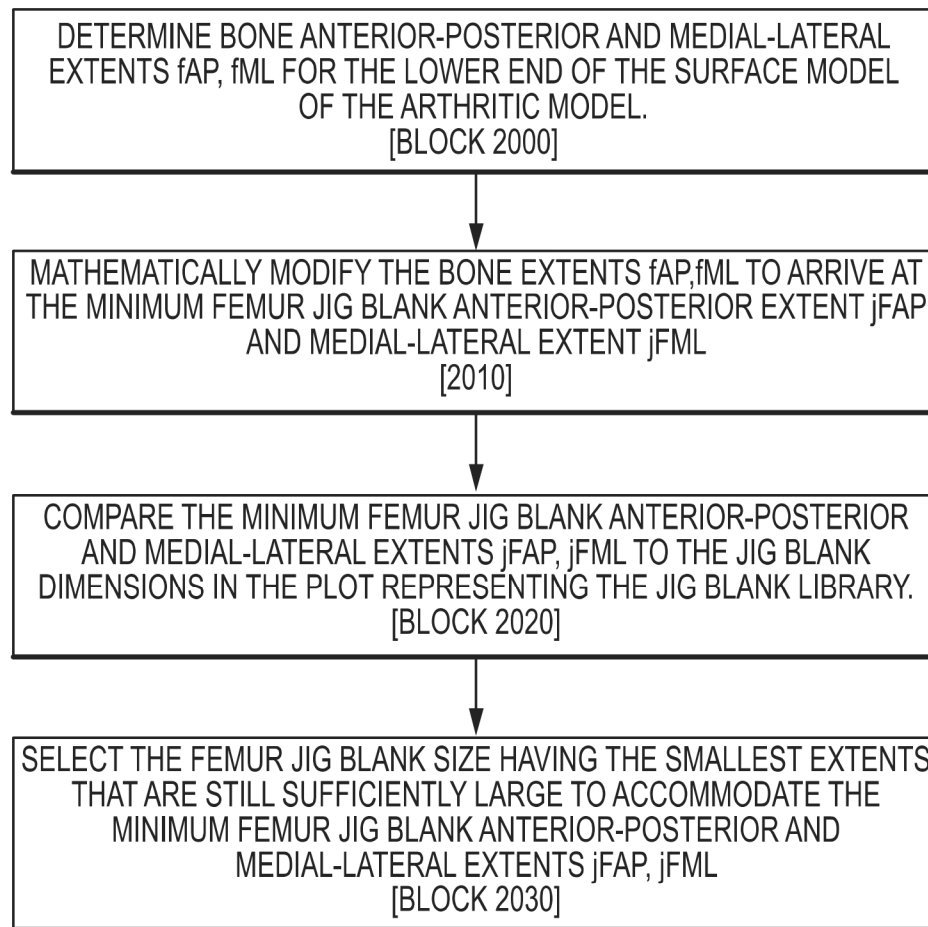 DETERMINE BONE ANTERIOR-POSTERIOR AND MEDIAL-LATERAL
EXTENTS fAP, fML FOR THE LOWER END OF THE SURFACE MODEL
OF THE ARTHRITIC MODEL.
[BLOCK 2000]
MATHEMATICALLY MODIFY THE BONE EXTENTS fAP,fML TO ARRIVE AT
THE MINIMUM FEMUR JIG BLANK ANTERIOR-POSTERIOR EXTENT jFAP
AND MEDIAL-LATERAL EXTENT jFML
[2010]
COMPARE THE MINIMUM FEMUR JIG BLANK ANTERIOR-POSTERIOR
AND MEDIAL-LATERAL EXTENTS jFAP, jFML TO THE JIG BLANK
DIMENSIONS IN THE PLOT REPRESENTING THE JIG BLANK LIBRARY.
[BLOCK 2020]
SELECT THE FEMUR JIG BLANK SIZE HAVING THE SMALLEST EXTENTS
THAT ARE STILL SUFFICIENTLY LARGE TO ACCOMMODATE THE
MINIMUM FEMUR JIG BLANK ANTERIOR-POSTERIOR AND
MEDIAL-LATERAL EXTENTS jFAP, jFML
[BLOCK 2030]